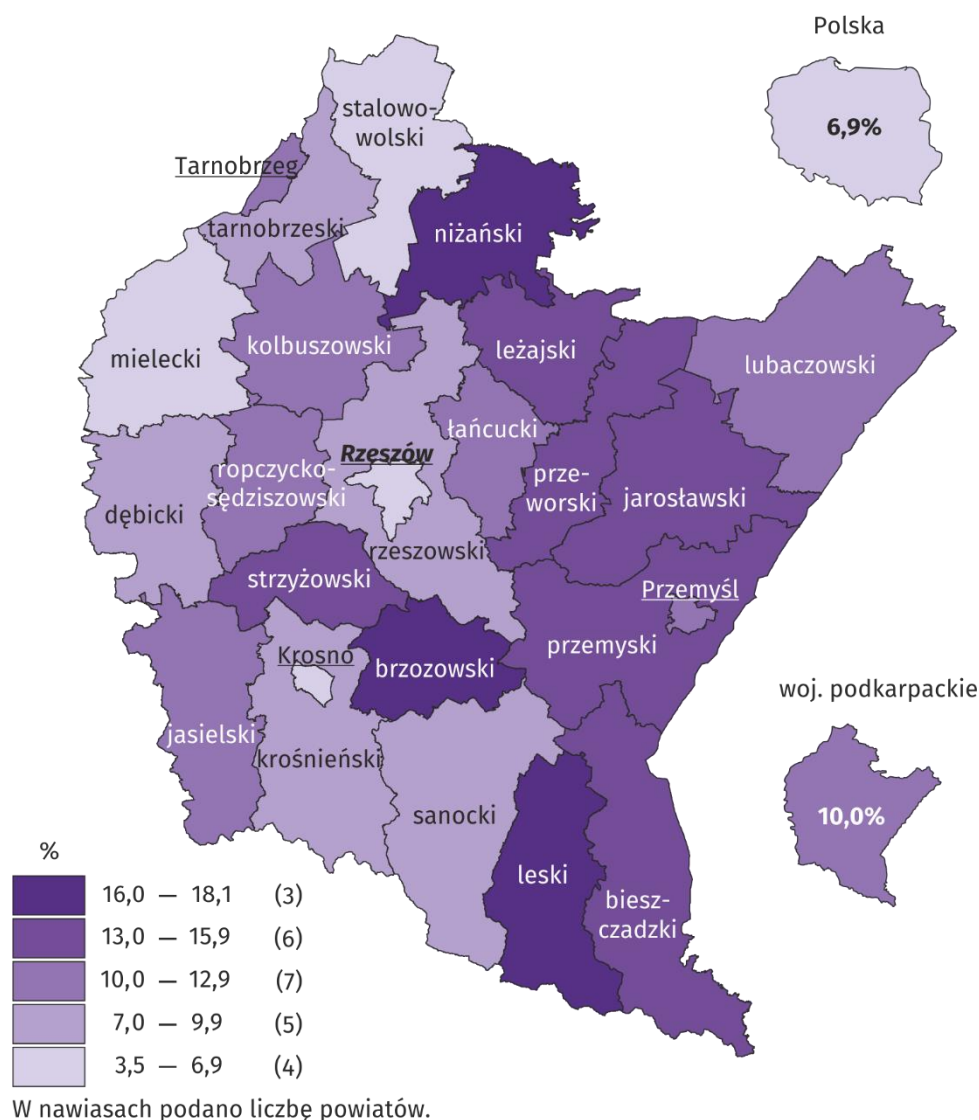 Polska
6,9%
stalowo-
wolski
Tarnobrzeg
tarnobrzeski
niżański
mielecki
kolbuszowski
leżajski
lubaczowski
łańcucki
Rzeszów
ropczycko-
sędziszowski
prze-
worski
jarosławski
dębicki
rzeszowski
strzyżowski
Przemyśl
przemyski
Krosno
brzozowski
woj. podkarpackie
10,0%
jasielski
krośnieński
sanocki
leski
biesz-
czadzki
%
16,0 — 18,1 (3)
13,0 — 15,9 (6)
10,0 — 12,9 (7)
7,0 — 9,9 (5)
3,5 — 6,9 (4)
W nawiasach podano liczbę powiatów.